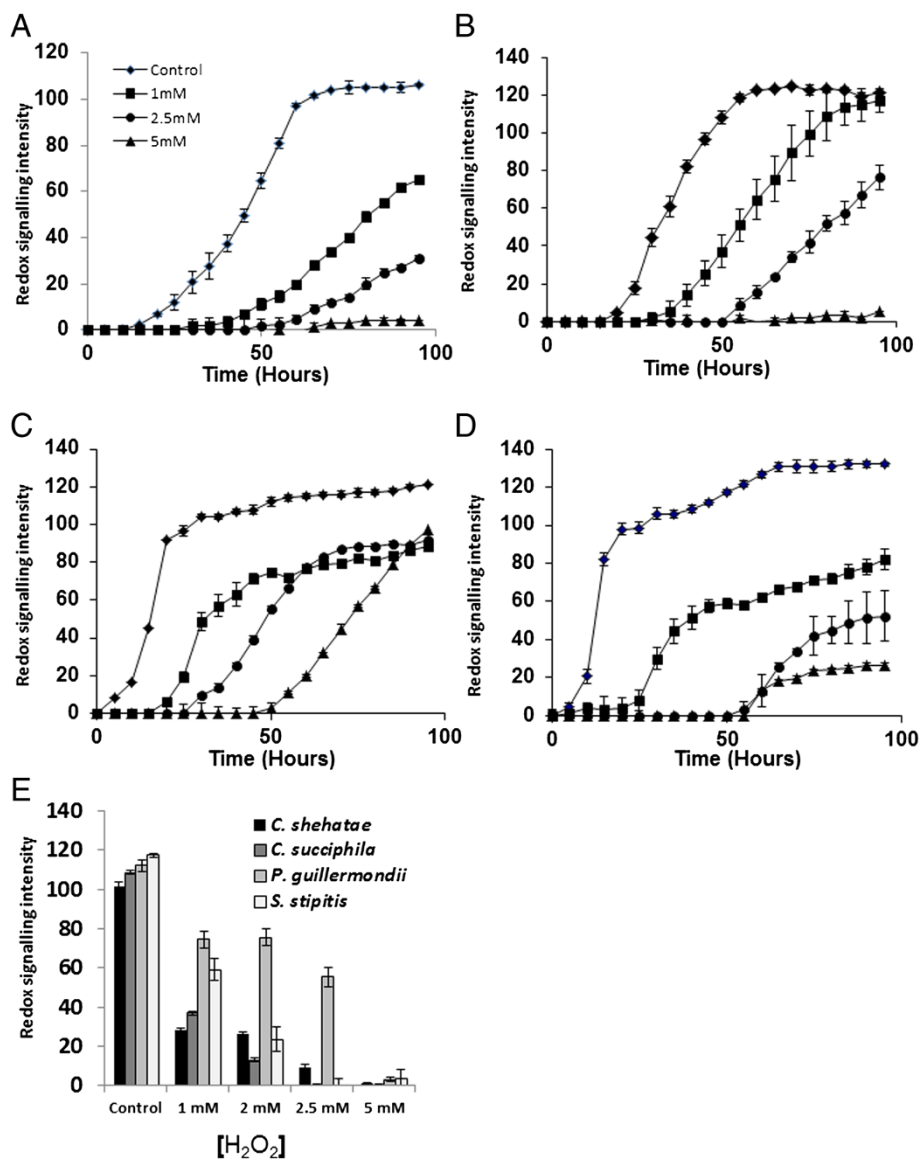 A
120
100
80
60
40
20
0
Redox signalling intensity
Control
1mM
2.5mM
5mM
0 50 100
Time (Hours)
B
140
120
100
80
60
40
20
0
Redox signalling intensity
0 50 100
Time (Hours)
C
140
120
100
80
60
40
20
0
Redox signalling intensity
0 50 100
Time (Hours)
D
140
120
100
80
60
40
20
0
Redox signalling intensity
0 50 100
Time (Hours)
E
140
120
100
80
60
40
20
0
Redox signalling intensity
C. shehatae
C. succiphila
P. guillermondii
S. stipitis
Control 1 mM 2 mM 2.5 mM 5 mM
[H₂O₂]